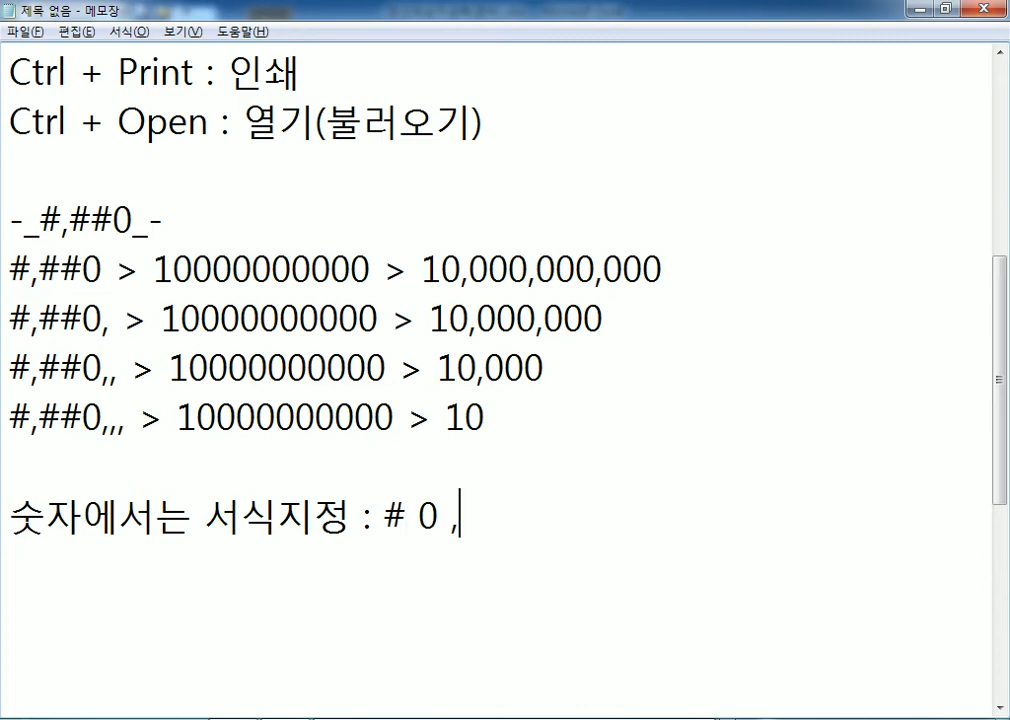 제목 없음 - 메모장
파일(F) 편집(E) 서식(O) 보기(V) 도움말(H)
Ctrl + Print : 인쇄
Ctrl + Open : 열기(불러오기)
-_#,##0_-
#,##0 > 10000000000 > 10,000,000,000
#,##0, > 10000000000 > 10,000,000
#,##0,, > 10000000000 > 10,000
#,##0,,, > 10000000000 > 10
숫자에서는 서식지정 : # 0 ,